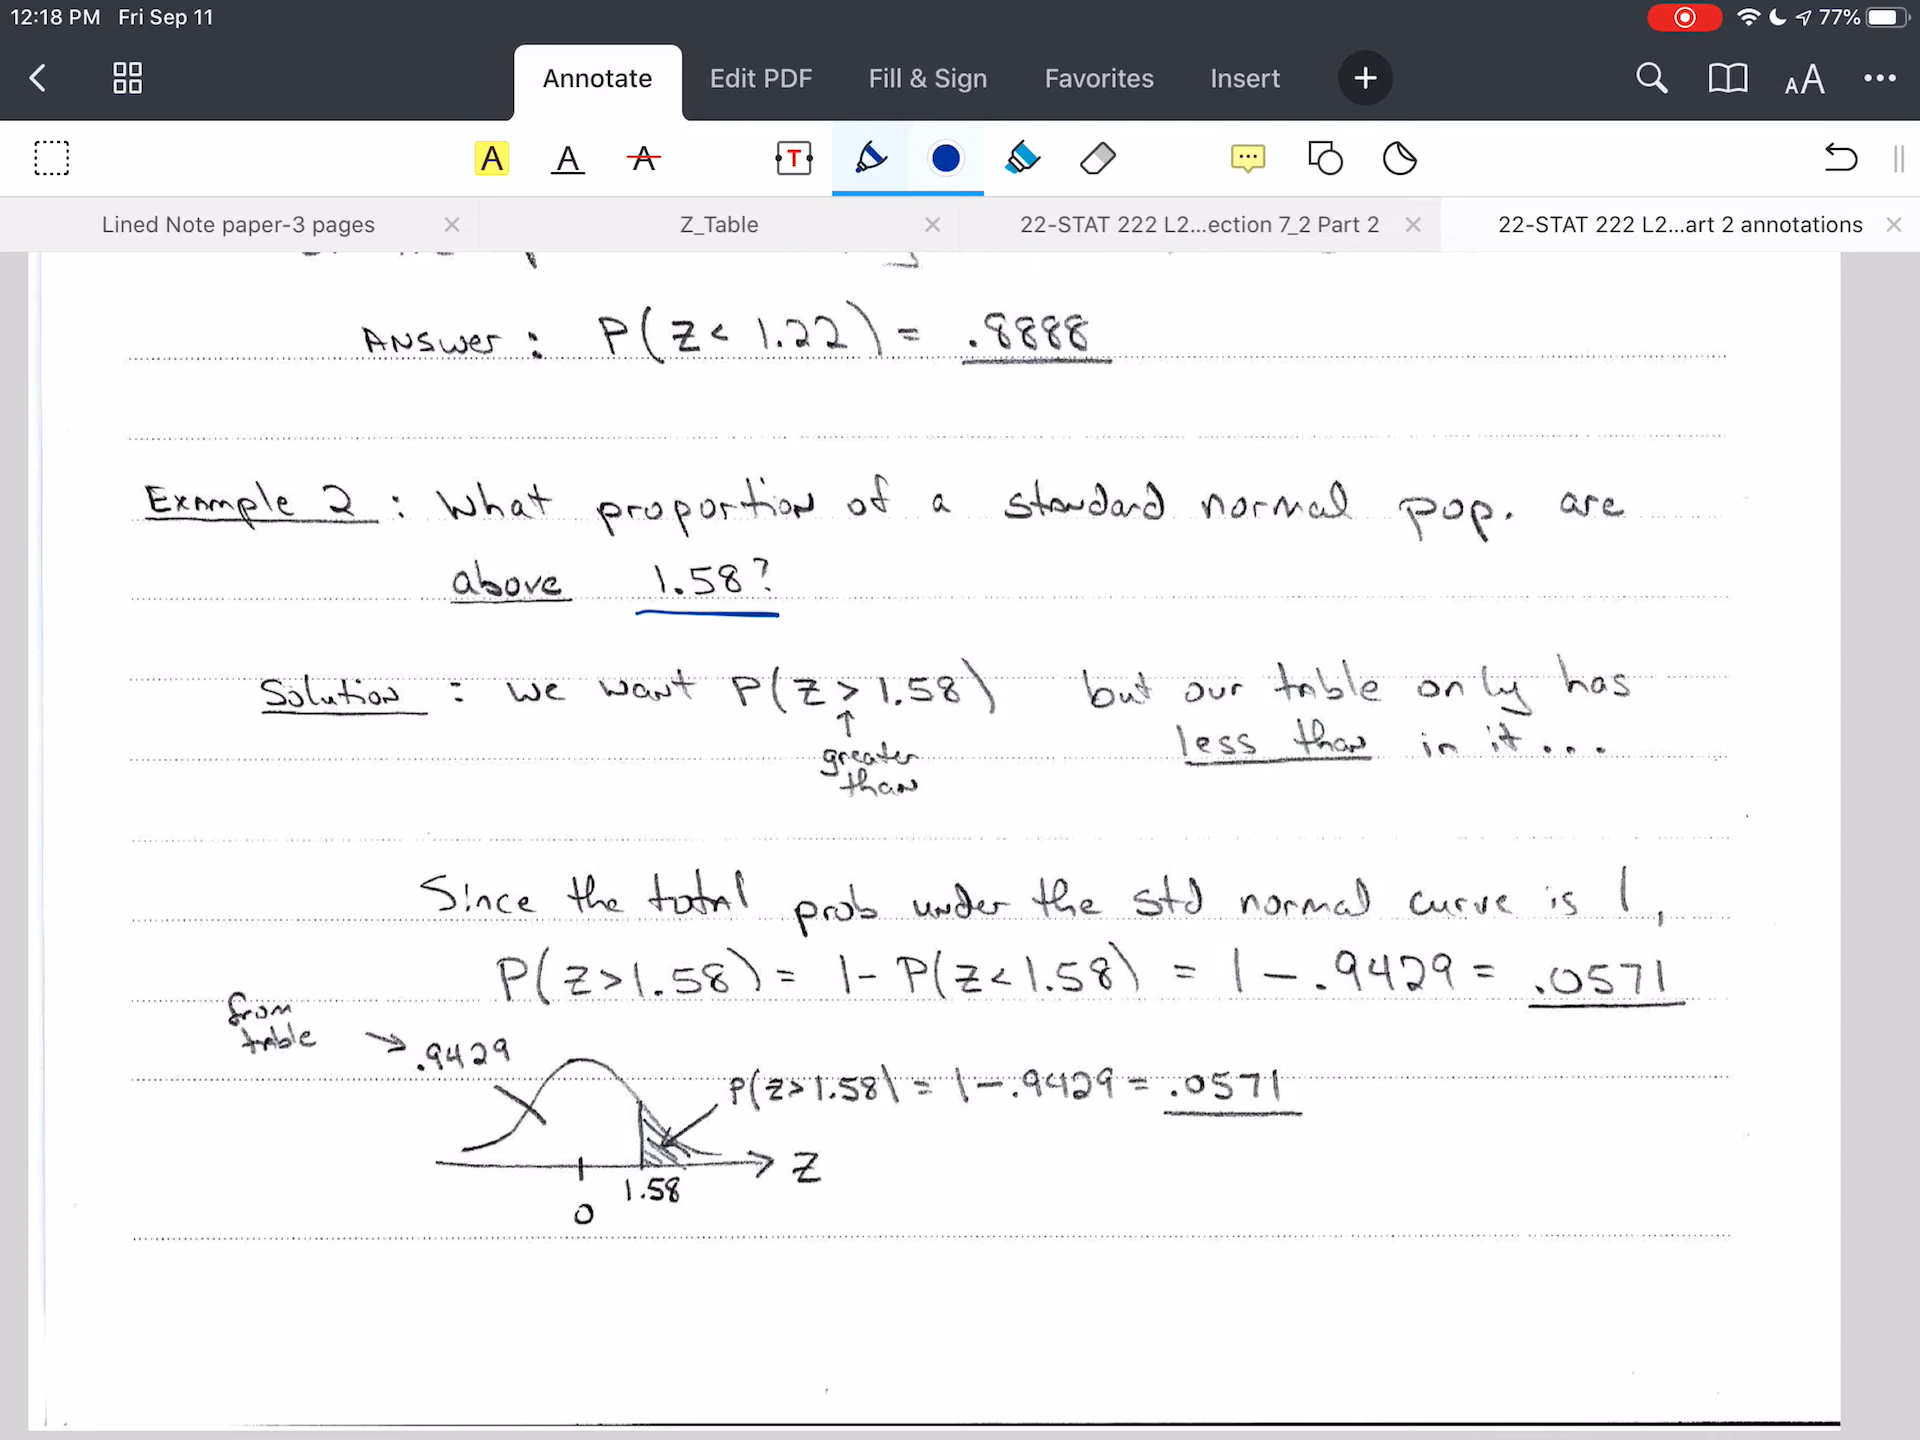 12:18 PM Fri Sep 11
77%
Annotate Edit PDF Fill & Sign Favorites Insert
Lined Note paper-3 pages
Z_Table
22-STAT 222 L2...ection 7_2 Part 2
22-STAT 222 L2...art 2 annotations
Answer : P(Z < 1.22) = .8888
Example 2 : What proportion of a standard normal pop. are
above 1.58?
Solution : we want P(Z > 1.58) but our table only has
↑ less than in it...
greater
than
Since the total prob under the std normal curve is 1,
P(Z > 1.58) = 1 - P(Z < 1.58) = 1 - .9429 = .0571
from
table → .9429
P(Z > 1.58) = 1 - .9429 = .0571
Z
1.58
0